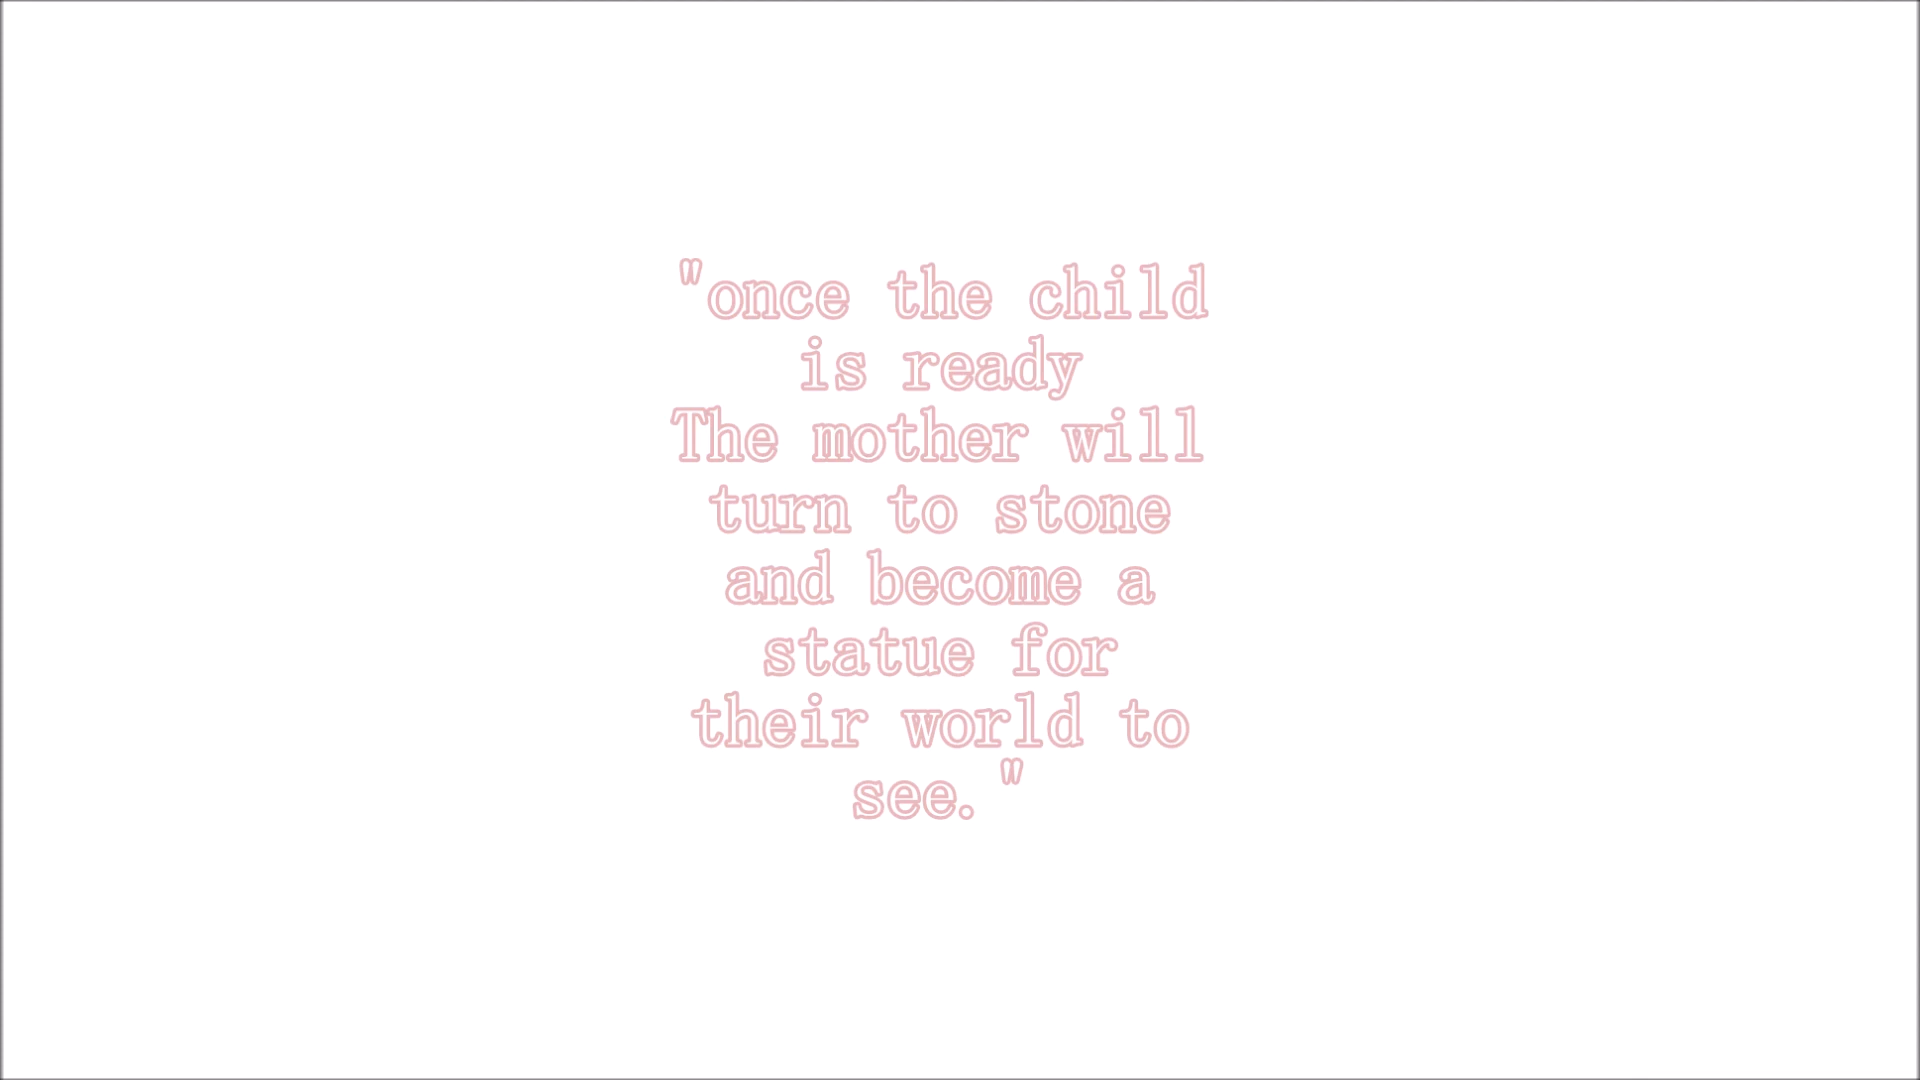 "once the child
is ready
The mother will
turn to stone
and become a
statue for
their world to
see."